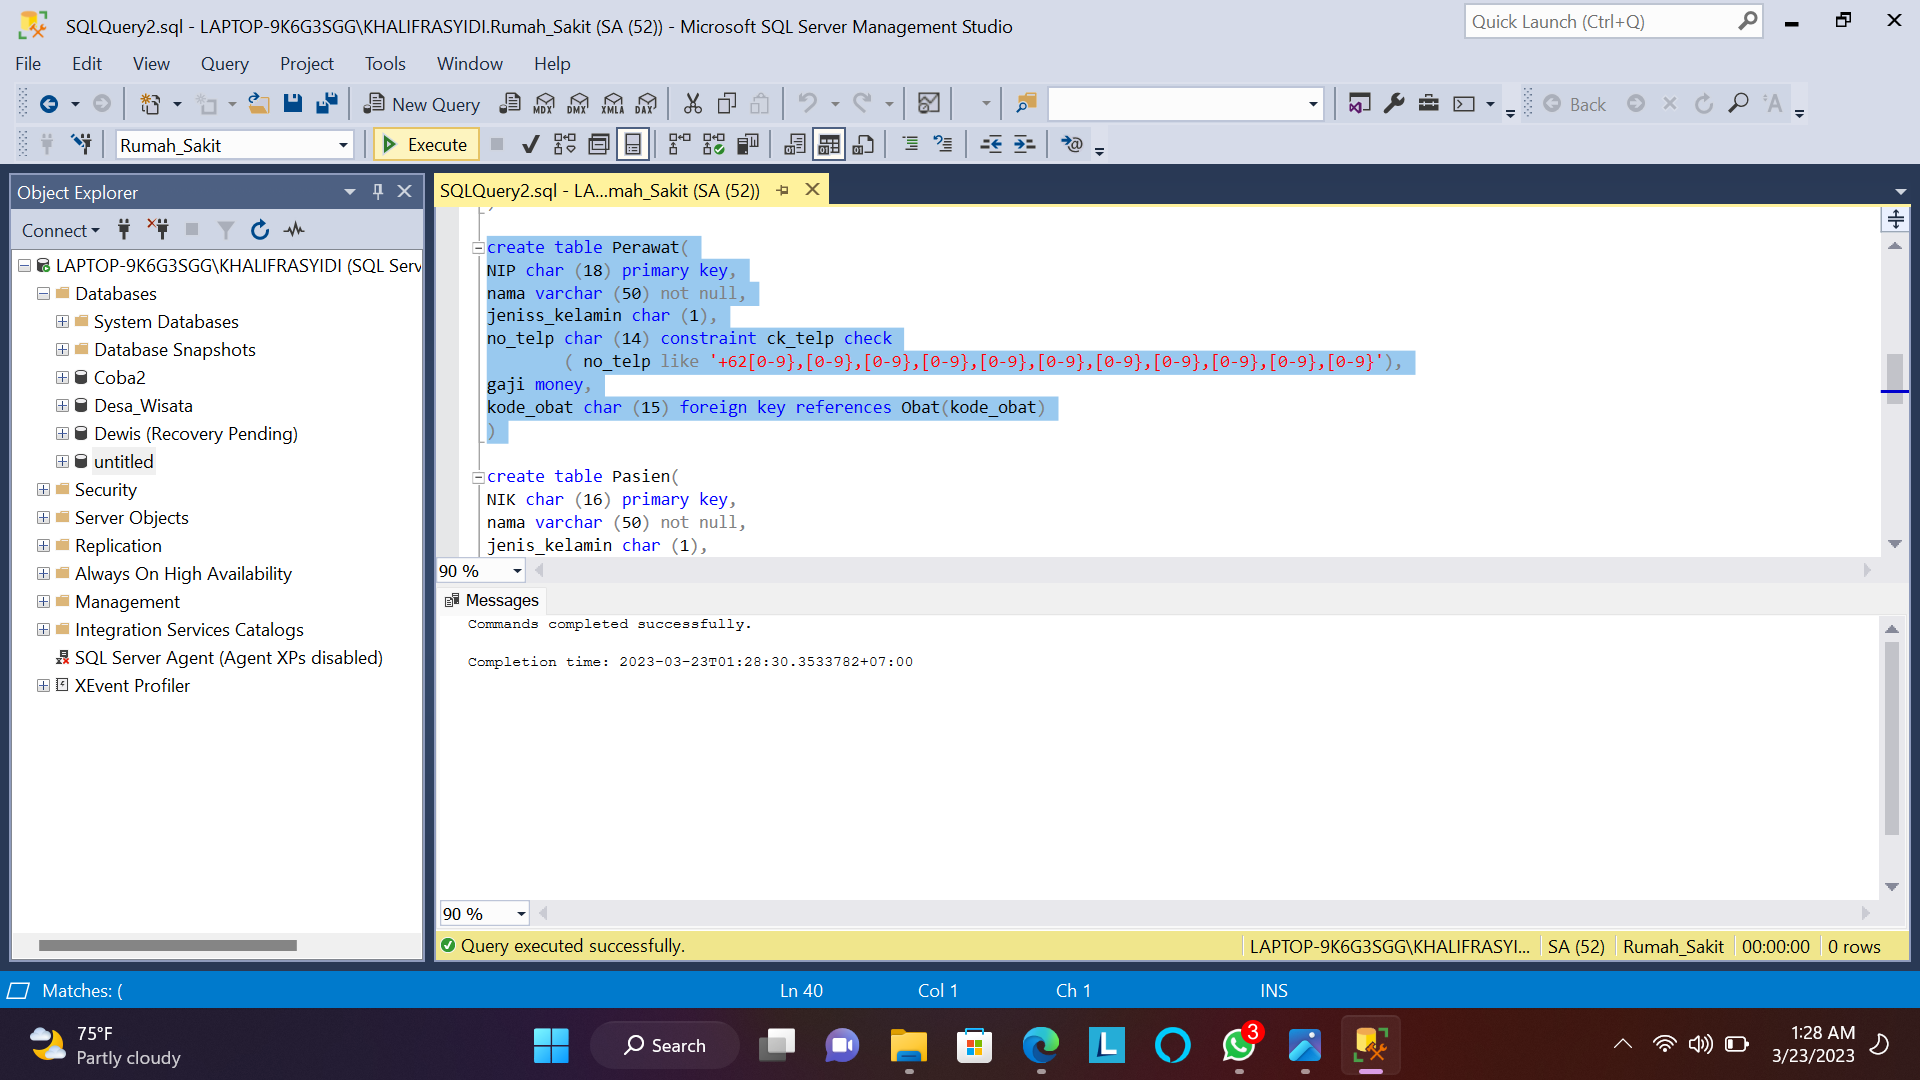 SQLQuery2.sql - LAPTOP-9K6G3SGG\KHALIFRASYIDI.Rumah_Sakit (SA (52)) - Microsoft SQL Server Management Studio
Quick Launch (Ctrl+Q)
File Edit View Query Project Tools Window Help
New Query MDX DMX XMLA DAX Back
Rumah_Sakit Execute
Object Explorer
Connect
LAPTOP-9K6G3SGG\KHALIFRASYIDI (SQL Serv
Databases
System Databases
Database Snapshots
Coba2
Desa_Wisata
Dewis (Recovery Pending)
untitled
Security
Server Objects
Replication
Always On High Availability
Management
Integration Services Catalogs
SQL Server Agent (Agent XPs disabled)
XEvent Profiler
SQLQuery2.sql - LA...mah_Sakit (SA (52))
create table Perawat(
NIP char (18) primary key,
nama varchar (50) not null,
jeniss_kelamin char (1),
no_telp char (14) constraint ck_telp check
( no_telp like '+62[0-9},[0-9},[0-9},[0-9},[0-9},[0-9},[0-9},[0-9},[0-9},[0-9},[0-9}'),
gaji money,
kode_obat char (15) foreign key references Obat(kode_obat)
)
create table Pasien(
NIK char (16) primary key,
nama varchar (50) not null,
jenis_kelamin char (1),
90 %
Messages
Commands completed successfully.
Completion time: 2023-03-23T01:28:30.3533782+07:00
90 %
Query executed successfully.
LAPTOP-9K6G3SGG\KHALIFRASYI... SA (52) Rumah_Sakit 00:00:00 0 rows
Matches: ( Ln 40 Col 1 Ch 1 INS
75°F
Partly cloudy
Search
L
3
1:28 AM
3/23/2023